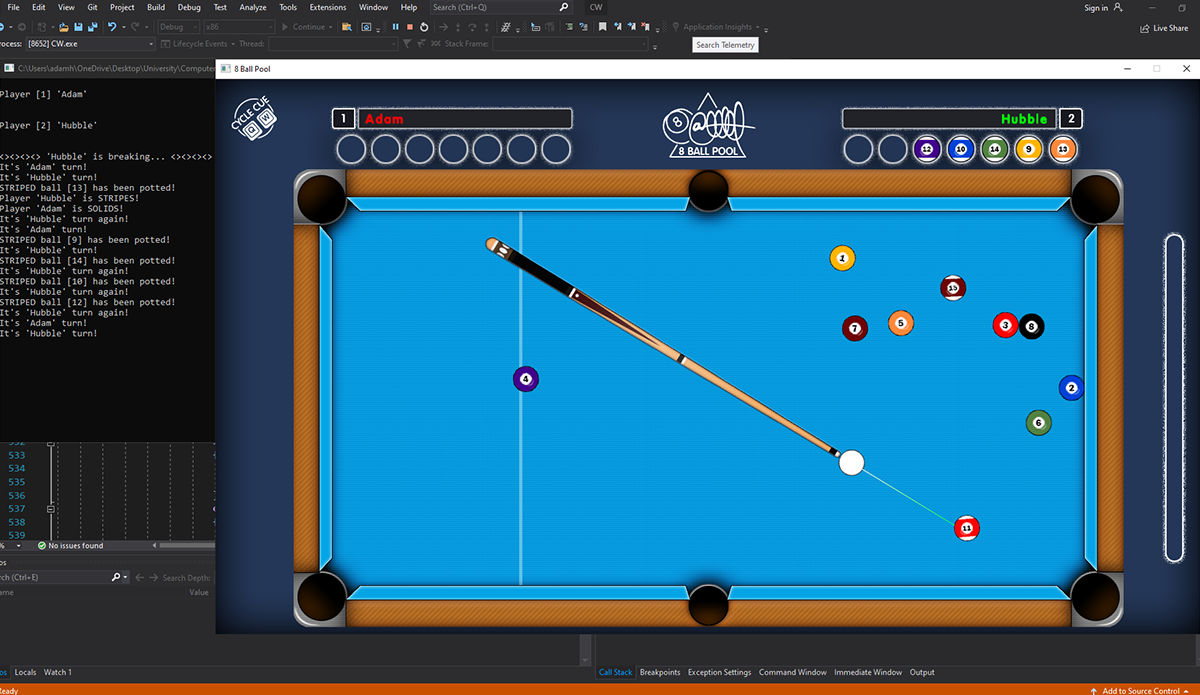 File Edit View Git Project Build Debug Test Analyze Tools Extensions Window Help Search (Ctrl+Q) CW Sign in
Debug x86 Continue Application Insights Live Share
rocess: [8652] CW.exe Lifecycle Events Thread: Stack Frame:
Search Telemetry
C:\Users\adamh\OneDrive\Desktop\University\Computer
8 Ball Pool
Player [1] 'Adam'
Player [2] 'Hubble'
<><><><> 'Hubble' is breaking... <><><><>
It's 'Adam' turn!
It's 'Hubble' turn!
STRIPED ball [13] has been potted!
Player 'Hubble' is STRIPES!
Player 'Adam' is SOLIDS!
It's 'Hubble' turn again!
It's 'Adam' turn!
STRIPED ball [9] has been potted!
It's 'Hubble' turn!
STRIPED ball [14] has been potted!
It's 'Hubble' turn again!
STRIPED ball [10] has been potted!
It's 'Hubble' turn again!
STRIPED ball [12] has been potted!
It's 'Hubble' turn again!
It's 'Adam' turn!
It's 'Hubble' turn!
CYCLE CUE
1 Adam
8
8 BALL POOL
Hubble 2
12 10 14 9 13
1
15
7 5 3 8
4
2
6
11
532
533
534
535
536
537
538
539
% No issues found
os
rch (Ctrl+E) Search Depth:
ame Value
os Locals Watch 1
Call Stack Breakpoints Exception Settings Command Window Immediate Window Output
Ready Add to Source Control